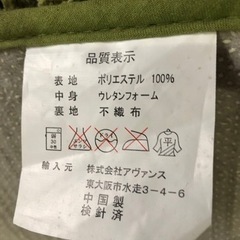 品質表示
表地 ポリエステル 100%
中身 ウレタンフォーム
裏地 不織布
輸入元 株式会社アヴァンス
東大阪市水走3-4-6
中国製
検針済